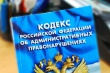 КОДЕКС
РОССИЙСКОЙ ФЕДЕРАЦИИ
ОБ АДМИНИСТРАТИВНЫХ
ПРАВОНАРУШЕНИЯХ